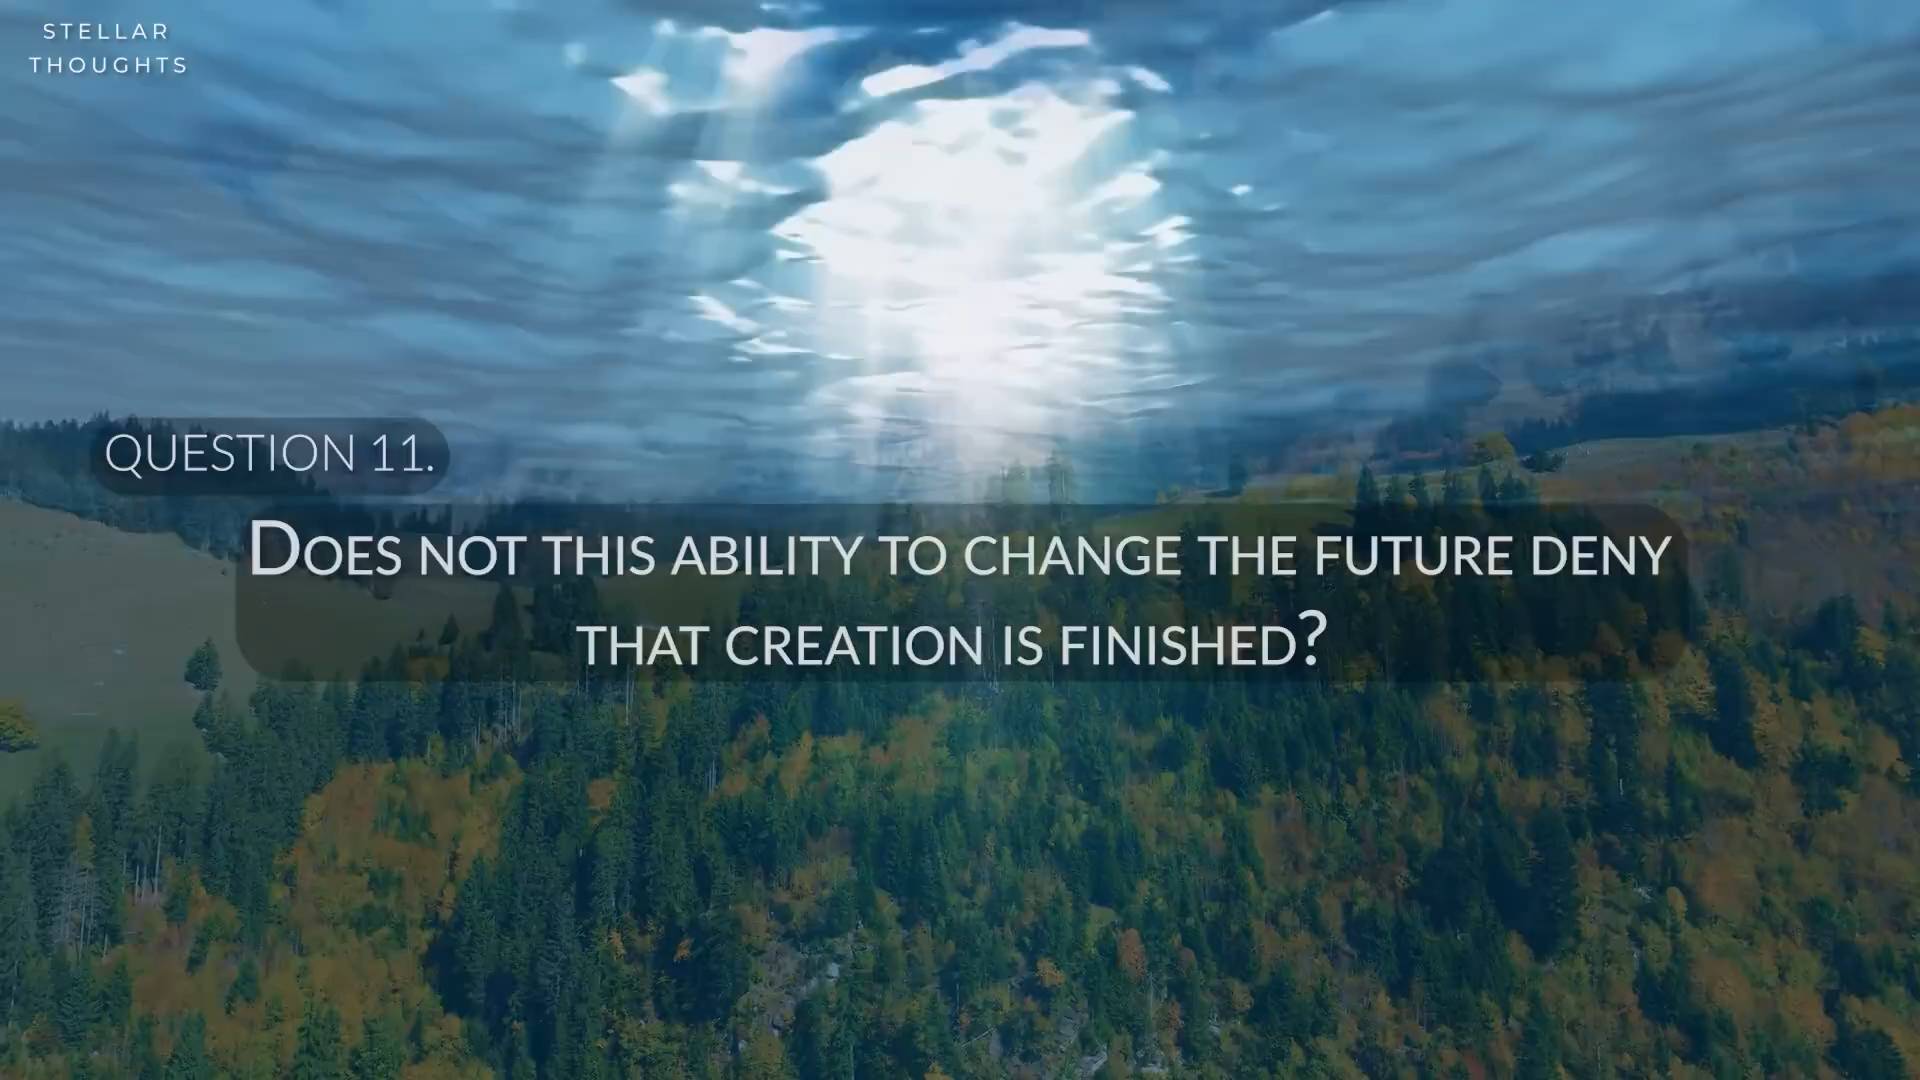 STELLAR
THOUGHTS
QUESTION 11.
DOES NOT THIS ABILITY TO CHANGE THE FUTURE DENY
THAT CREATION IS FINISHED?